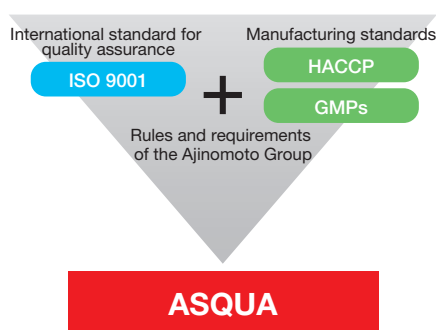 International standard for
quality assurance
ISO 9001
+
Manufacturing standards
HACCP
GMPs
Rules and requirements
of the Ajinomoto Group
ASQUA